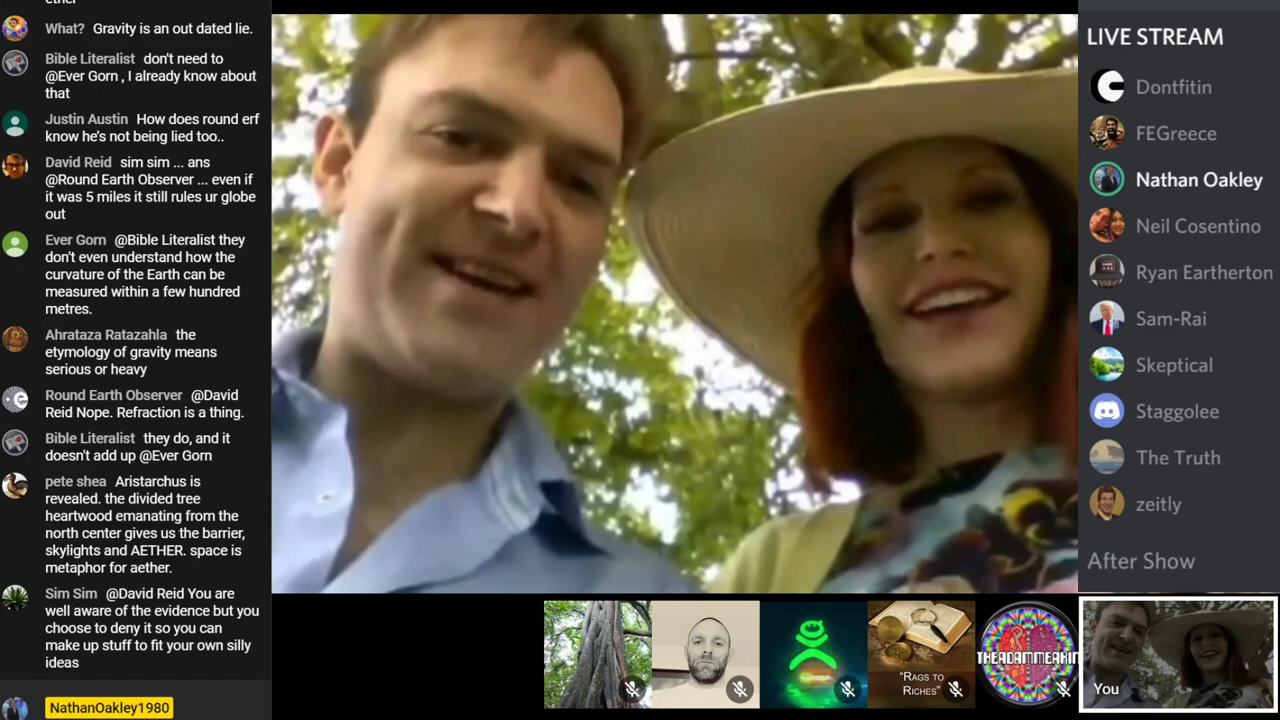 ether
What? Gravity is an out dated lie.
Bible Literalist don't need to
@Ever Gorn , I already know about
that
Justin Austin How does round erf
know he's not being lied too..
David Reid sim sim ... ans
@Round Earth Observer ... even if
it was 5 miles it still rules ur globe
out
Ever Gorn @Bible Literalist they
don't even understand how the
curvature of the Earth can be
measured within a few hundred
metres.
Ahrataza Ratazahla the
etymology of gravity means
serious or heavy
Round Earth Observer @David
Reid Nope. Refraction is a thing.
Bible Literalist they do, and it
doesn't add up @Ever Gorn
pete shea Aristarchus is
revealed. the divided tree
heartwood emanating from the
north center gives us the barrier,
skylights and AETHER. space is
metaphor for aether.
Sim Sim @David Reid You are
well aware of the evidence but you
choose to deny it so you can
make up stuff to fit your own silly
ideas
NathanOakley1980
"RAGS TO
RICHES"
THEADAMMEAKIN
You
LIVE STREAM
Dontfitin
FEGreece
Nathan Oakley
Neil Cosentino
Ryan Eartherton
Sam-Rai
Skeptical
Staggolee
The Truth
zeitly
After Show